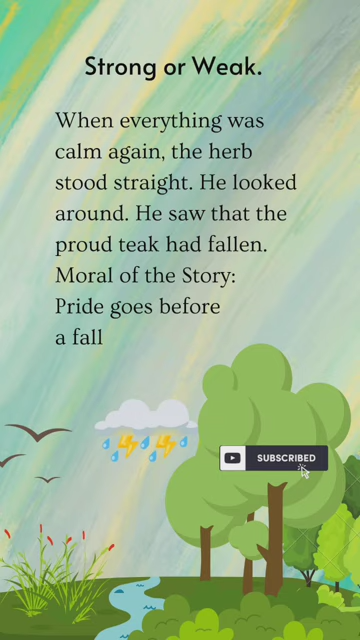 Strong or Weak.
When everything was
calm again, the herb
stood straight. He looked
around. He saw that the
proud teak had fallen.
Moral of the Story:
Pride goes before
a fall
SUBSCRIBED